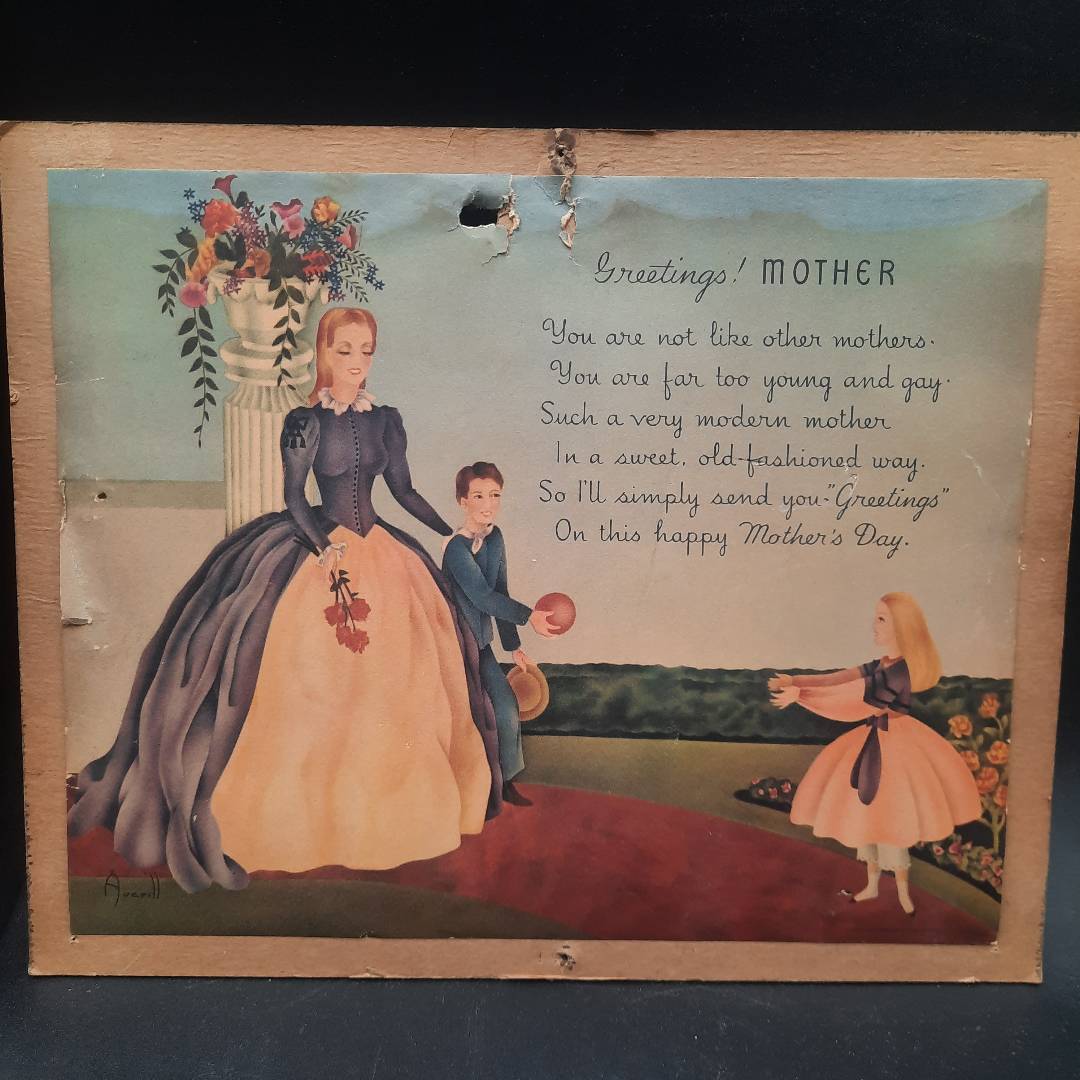 Greetings! MOTHER
You are not like other mothers.
You are far too young and gay.
Such a very modern mother
In a sweet, old-fashioned way.
So I'll simply send you-"Greetings"
On this happy Mother's Day.
Averill